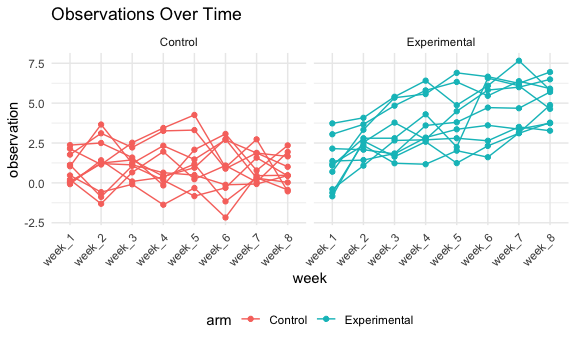 Observations Over Time
Control Experimental
7.5
5.0
2.5
0.0
-2.5
observation
week_1 week_2 week_3 week_4 week_5 week_6 week_7 week_8 week_1 week_2 week_3 week_4 week_5 week_6 week_7 week_8
week
arm Control Experimental